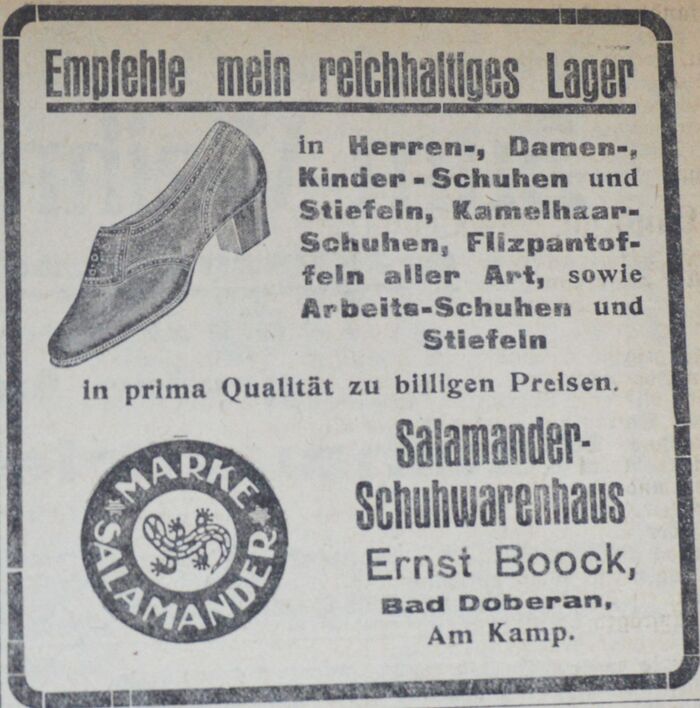 Empfehle mein reichhaltiges Lager
in Herren-, Damen-,
Kinder-Schuhen und
Stiefeln, Kamelhaar-
Schuhen, Filzpantof-
feln aller Art, sowie
Arbeits-Schuhen und
Stiefeln
in prima Qualität zu billigen Preisen.
MARKE
SALAMANDER
Salamander-
Schuhwarenhaus
Ernst Boock,
Bad Doberan,
Am Kamp.